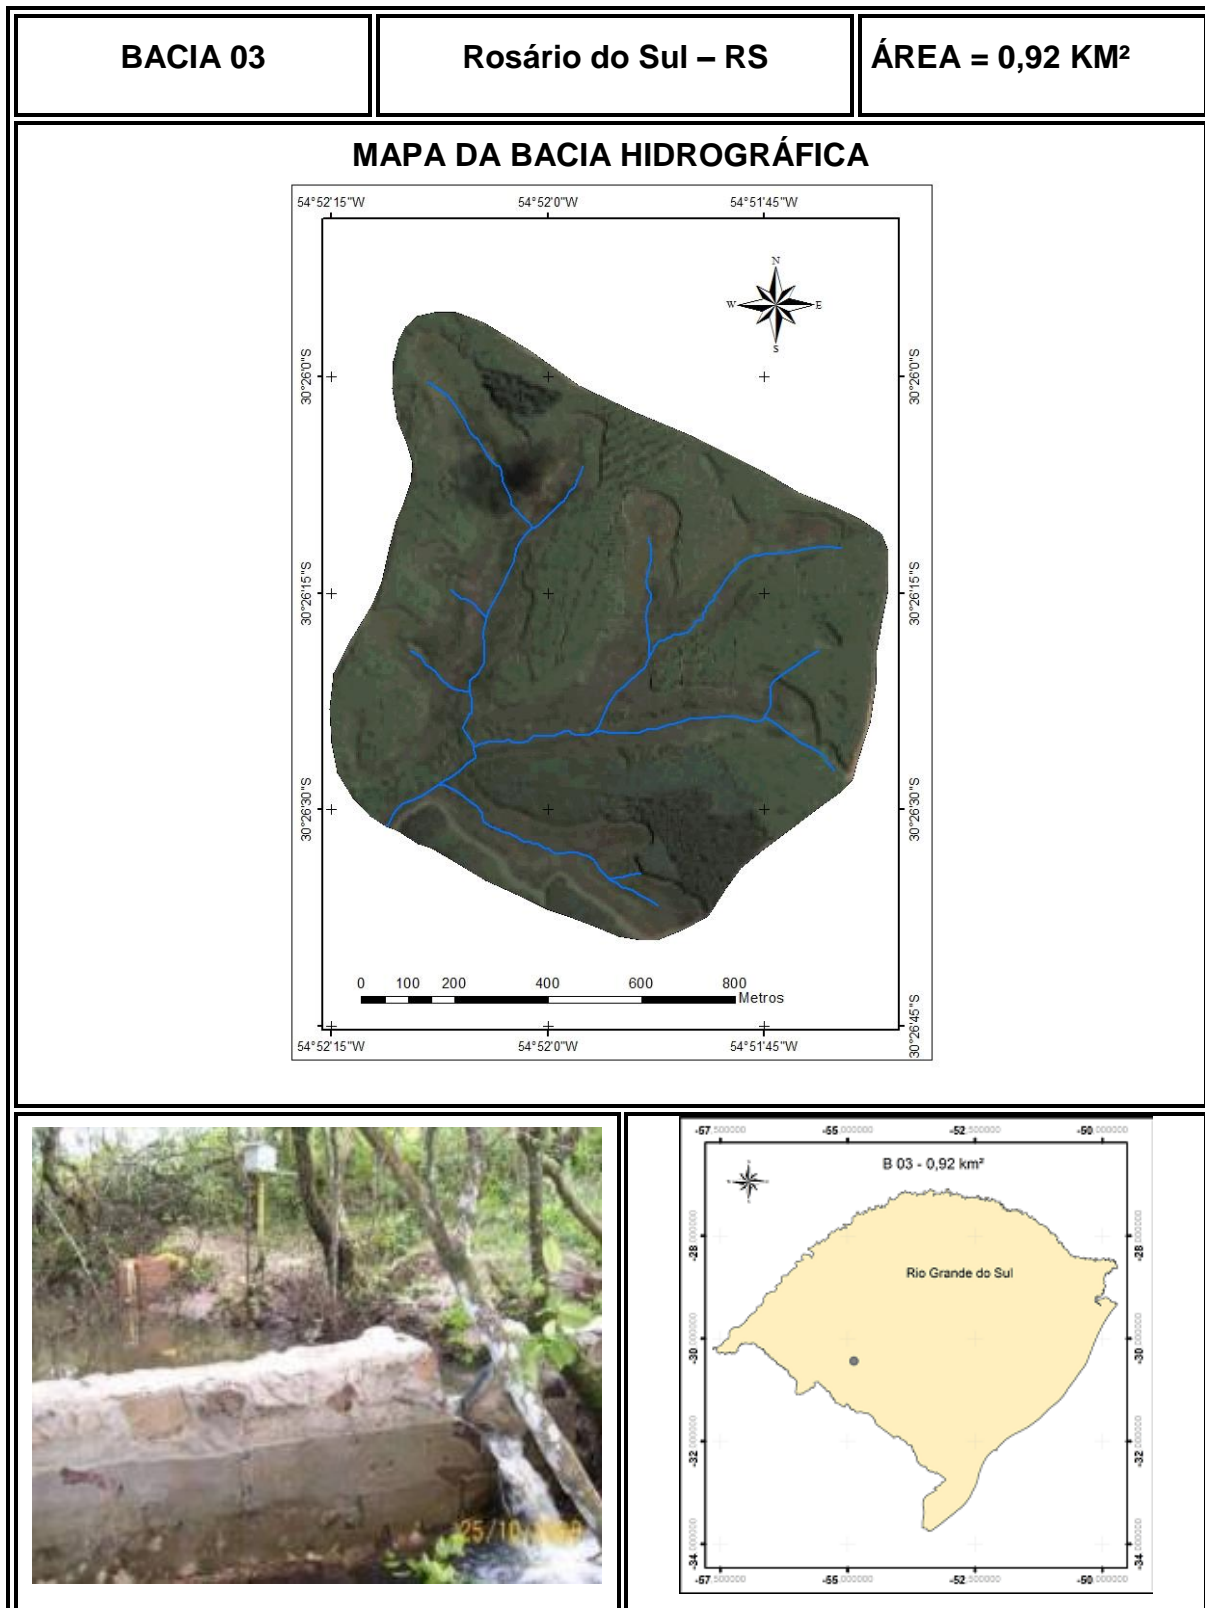 BACIA 03
Rosário do Sul – RS
ÁREA = 0,92 KM²
MAPA DA BACIA HIDROGRÁFICA
54°52'15"W 54°52'0"W 54°51'45"W
N
W E
S
30°26'0"S 30°26'0"S
30°26'15"S 30°26'15"S
30°26'30"S 30°26'30"S
30°26'45"S
0 100 200 400 600 800
Metros
54°52'15"W 54°52'0"W 54°51'45"W
25/10/
-57,500000 -55,000000 -52,500000 -50,000000
B 03 - 0,92 km²
Rio Grande do Sul
-28,000000 -28,000000
-30,000000 -30,000000
-32,000000 -32,000000
-34,000000 -34,000000
-57,500000 -55,000000 -52,500000 -50,000000